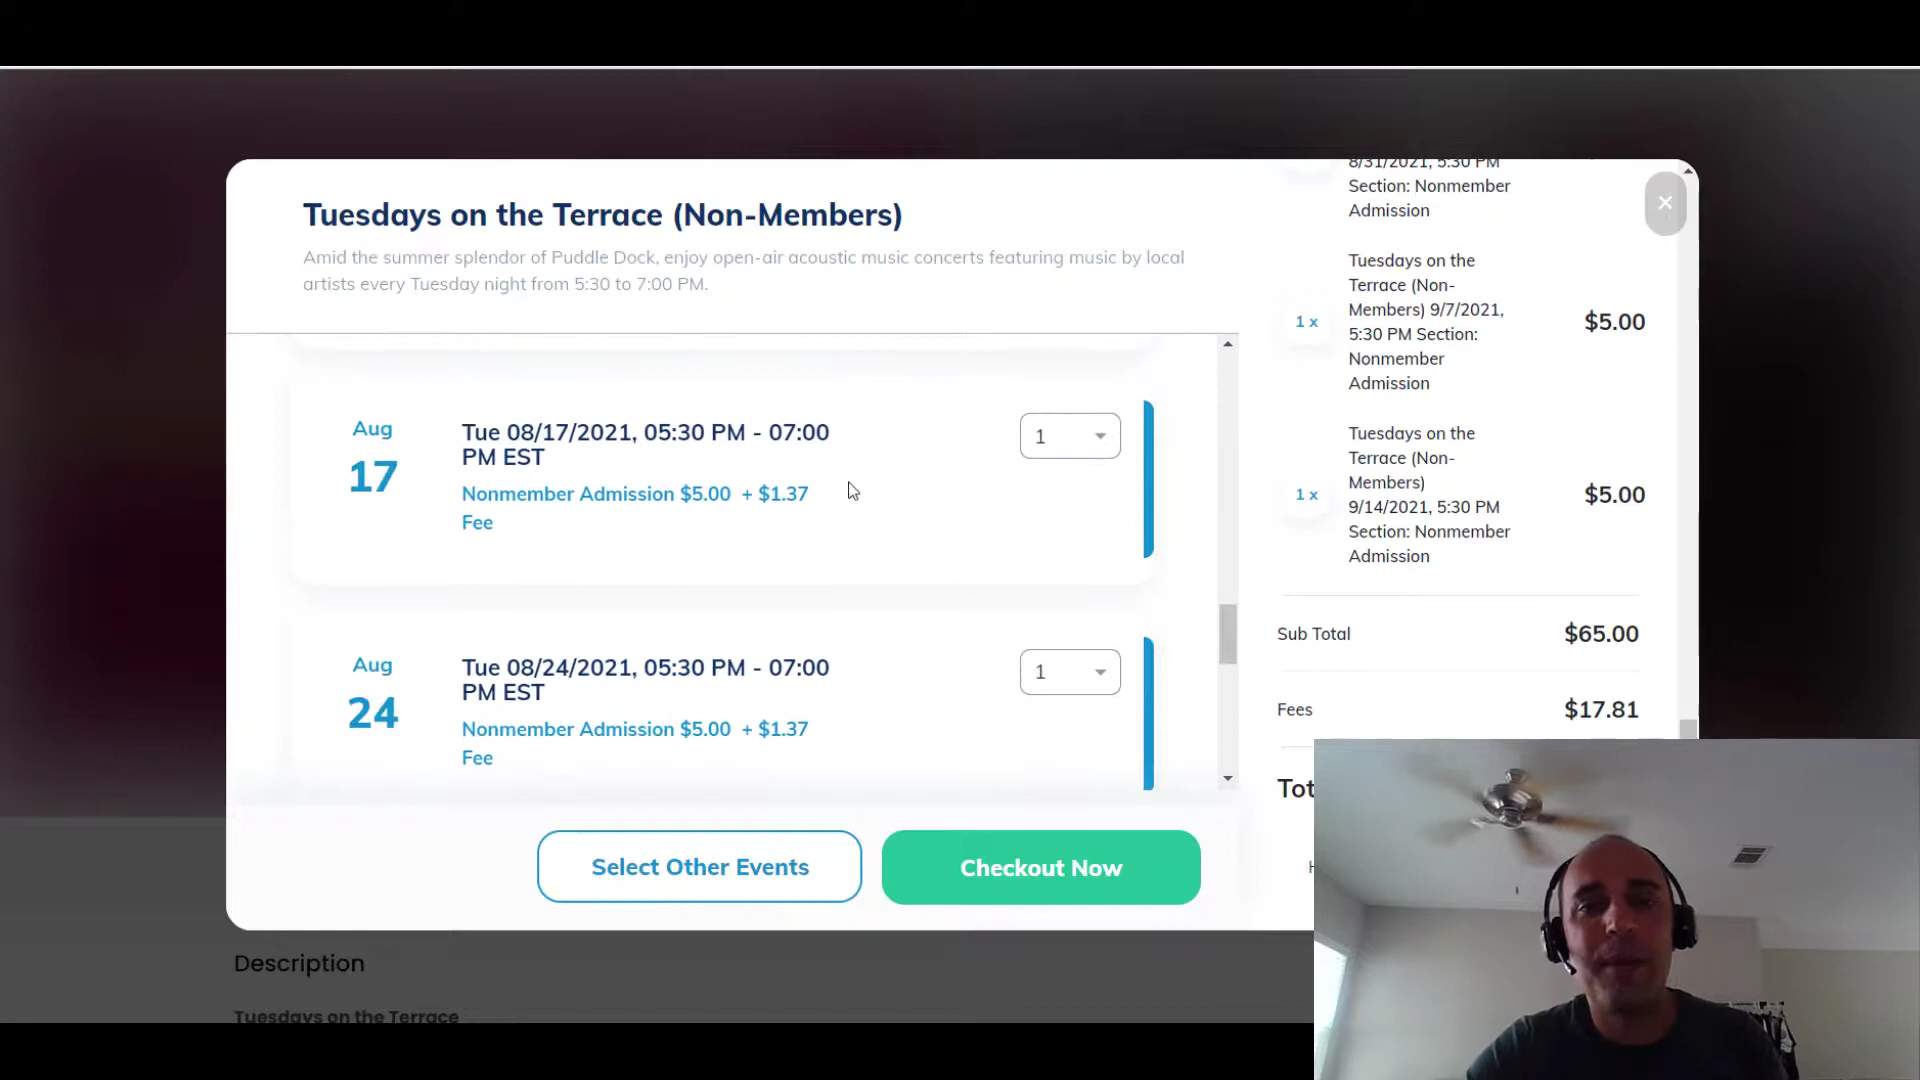 Tuesdays on the Terrace (Non-Members)
Amid the summer splendor of Puddle Dock, enjoy open-air acoustic music concerts featuring music by local
artists every Tuesday night from 5:30 to 7:00 PM.
Aug
17
Tue 08/17/2021, 05:30 PM - 07:00
PM EST
Nonmember Admission $5.00 + $1.37
Fee
1
Aug
24
Tue 08/24/2021, 05:30 PM - 07:00
PM EST
Nonmember Admission $5.00 + $1.37
Fee
1
Select Other Events
Checkout Now
8/31/2021, 5:30 PM
Section: Nonmember
Admission
1 x
Tuesdays on the
Terrace (Non-
Members) 9/7/2021,
5:30 PM Section:
Nonmember
Admission
$5.00
1 x
Tuesdays on the
Terrace (Non-
Members)
9/14/2021, 5:30 PM
Section: Nonmember
Admission
$5.00
Sub Total
$65.00
Fees
$17.81
Tot
Description
Tuesdays on the Terrace